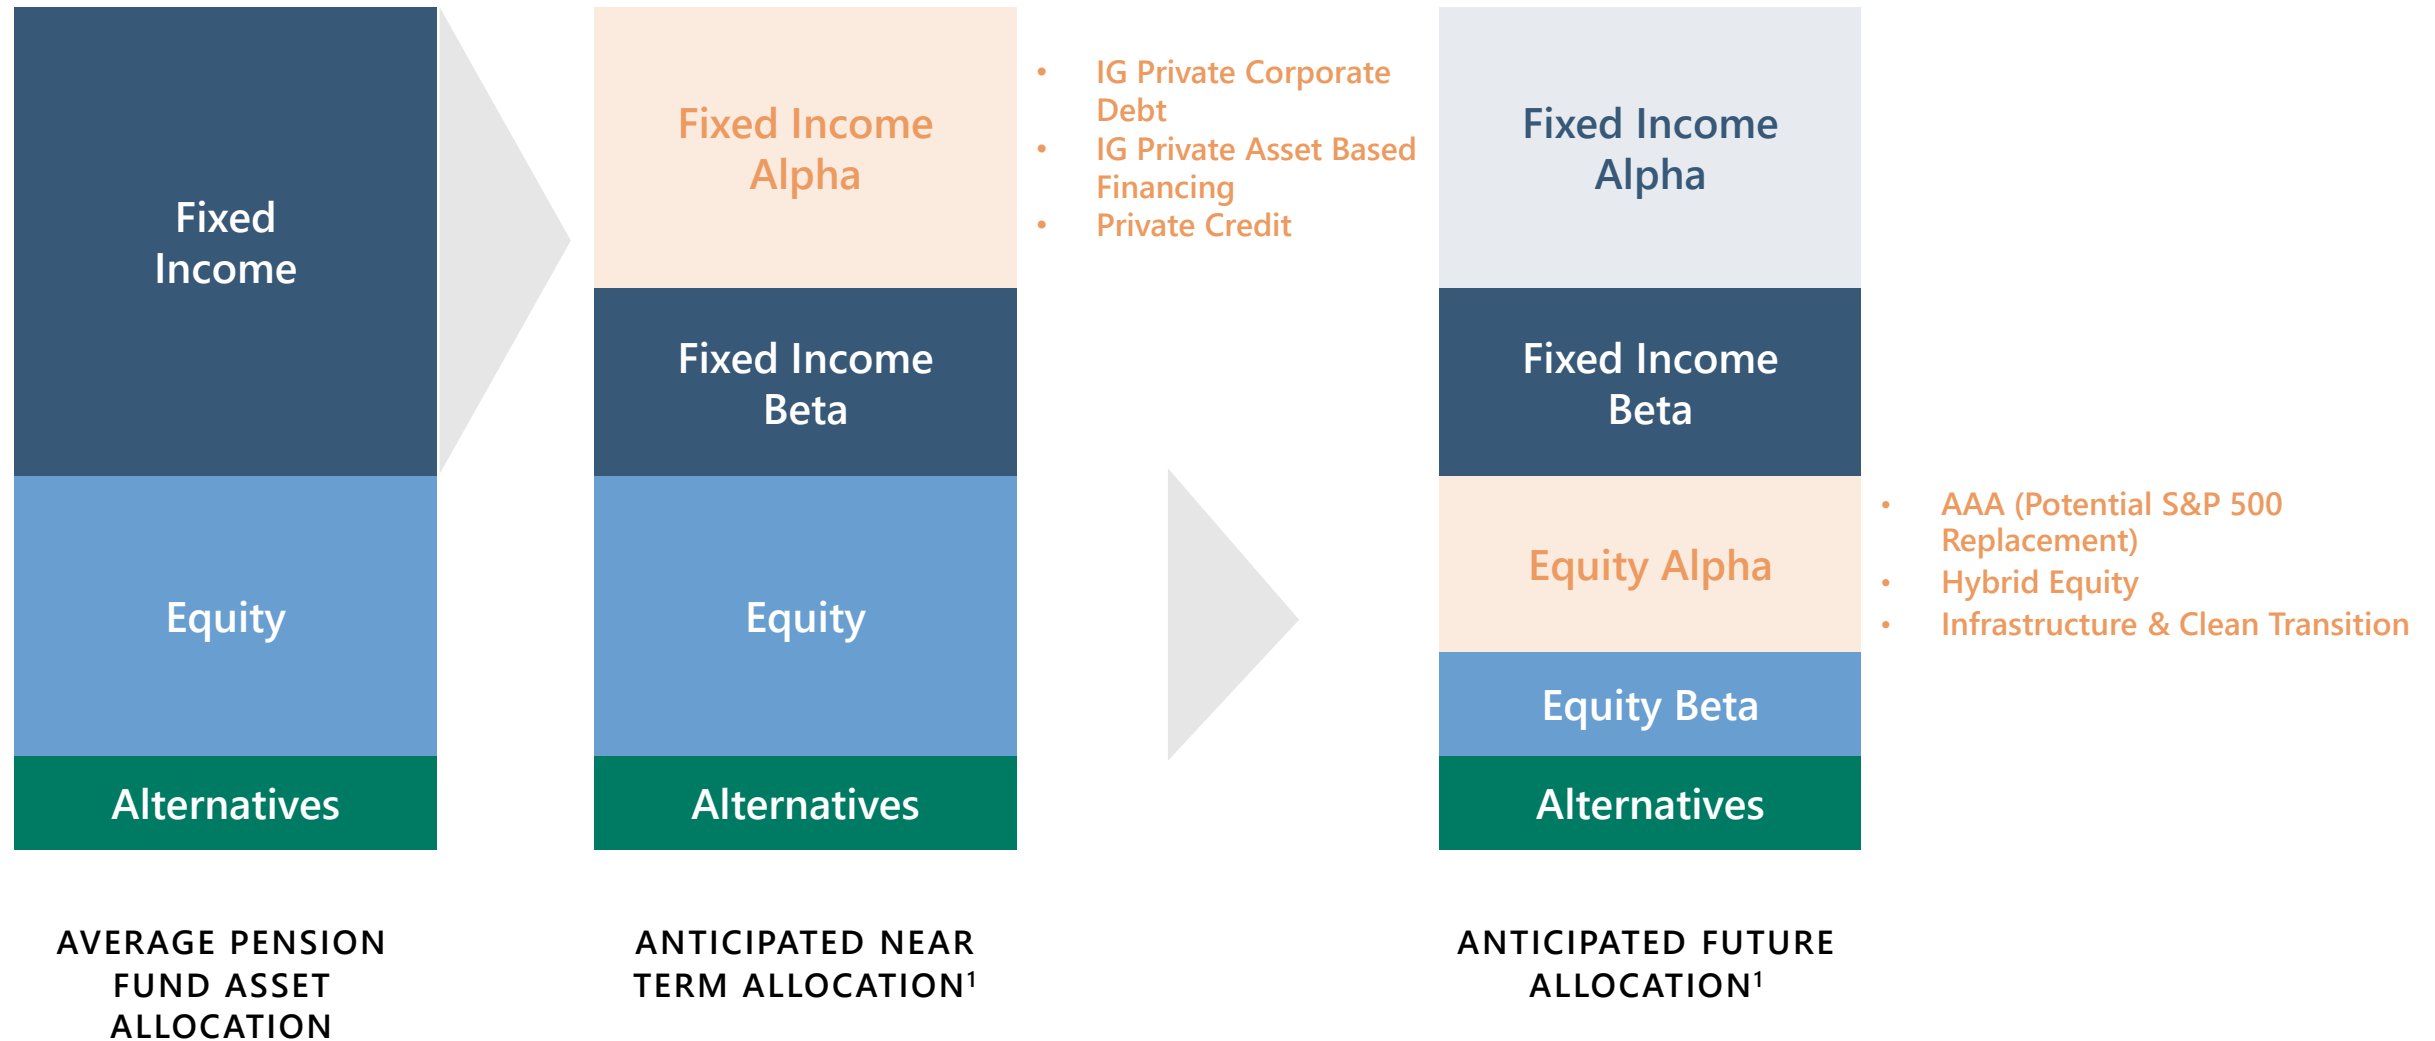 Fixed
Income
Equity
Alternatives
AVERAGE PENSION
FUND ASSET
ALLOCATION
Fixed Income
Alpha
Fixed Income
Beta
Equity
Alternatives
ANTICIPATED NEAR
TERM ALLOCATION¹
• IG Private Corporate
Debt
• IG Private Asset Based
Financing
• Private Credit
Fixed Income
Alpha
Fixed Income
Beta
Equity Alpha
Equity Beta
Alternatives
ANTICIPATED FUTURE
ALLOCATION¹
• AAA (Potential S&P 500
Replacement)
• Hybrid Equity
• Infrastructure & Clean Transition